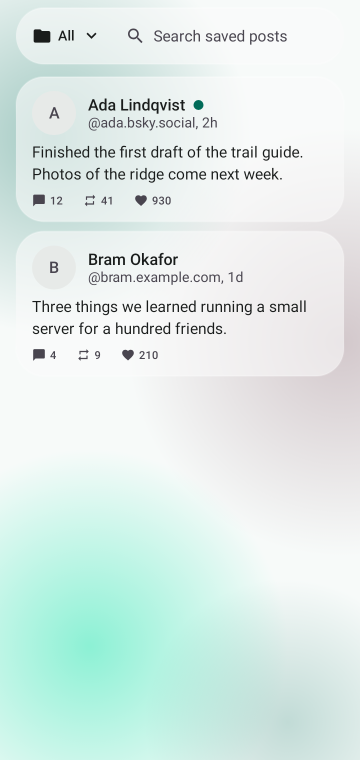 All
Search saved posts
A
Ada Lindqvist
@ada.bsky.social, 2h
Finished the first draft of the trail guide.
Photos of the ridge come next week.
12 41 930
B
Bram Okafor
@bram.example.com, 1d
Three things we learned running a small
server for a hundred friends.
4 9 210